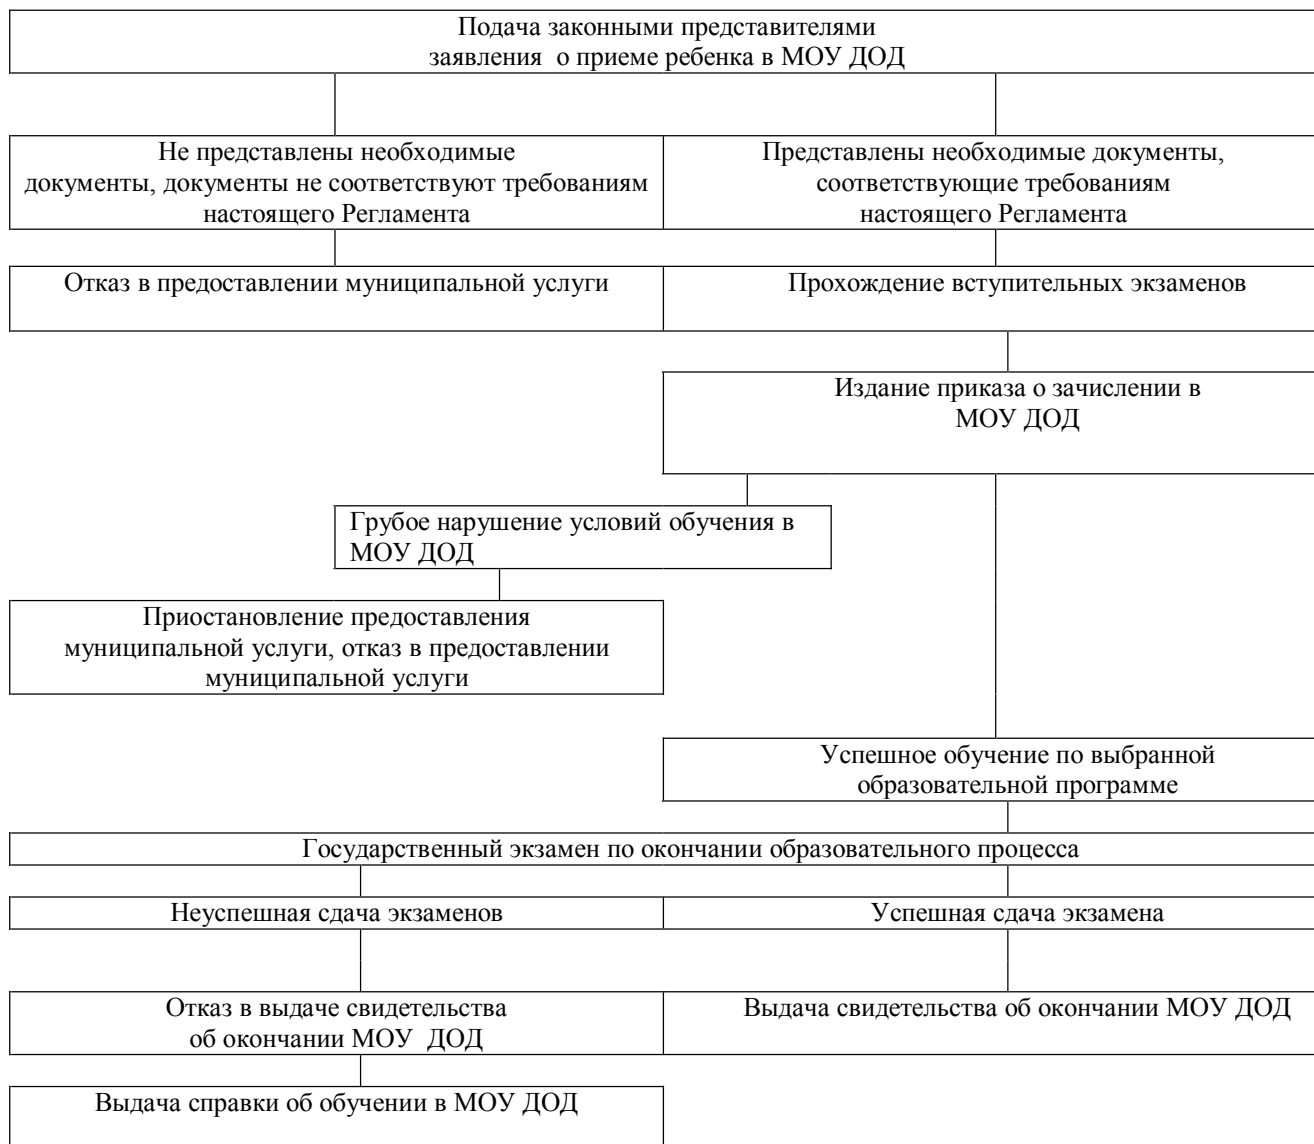 Подача законными представителями
заявления о приеме ребенка в МОУ ДОД
Не представлены необходимые
документы, документы не соответствуют требованиям
настоящего Регламента
Представлены необходимые документы,
соответствующие требованиям
настоящего Регламента
Отказ в предоставлении муниципальной услуги
Прохождение вступительных экзаменов
Издание приказа о зачислении в
МОУ ДОД
Грубое нарушение условий обучения в
МОУ ДОД
Приостановление предоставления
муниципальной услуги, отказ в предоставлении
муниципальной услуги
Успешное обучение по выбранной
образовательной программе
Государственный экзамен по окончании образовательного процесса
Неуспешная сдача экзаменов
Успешная сдача экзамена
Отказ в выдаче свидетельства
об окончании МОУ ДОД
Выдача свидетельства об окончании МОУ ДОД
Выдача справки об обучении в МОУ ДОД